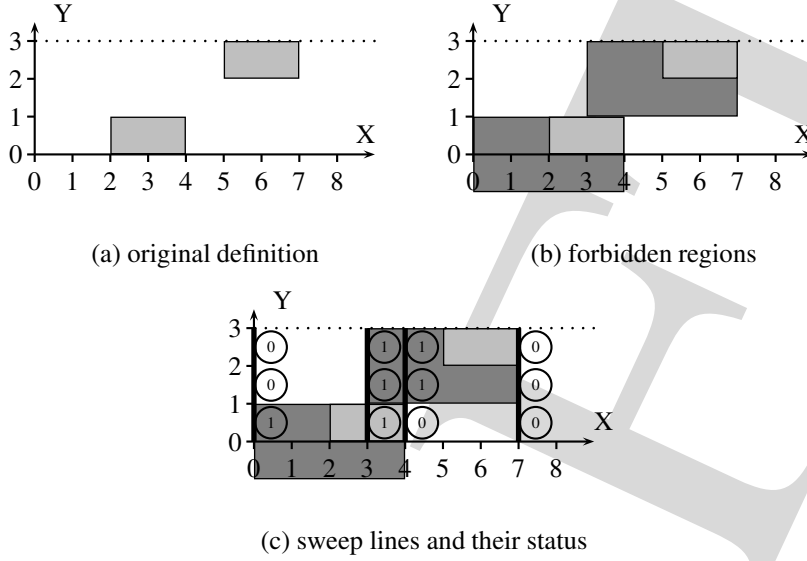 Y
3
2
1
0
X
0 1 2 3 4 5 6 7 8
(a) original definition
Y
3
2
1
0
X
0 1 2 3 4 5 6 7 8
(b) forbidden regions
Y
3
2
1
0
0 1 1 0
0 1 1 0
1 1 0 0
X
0 1 2 3 4 5 6 7 8
(c) sweep lines and their status